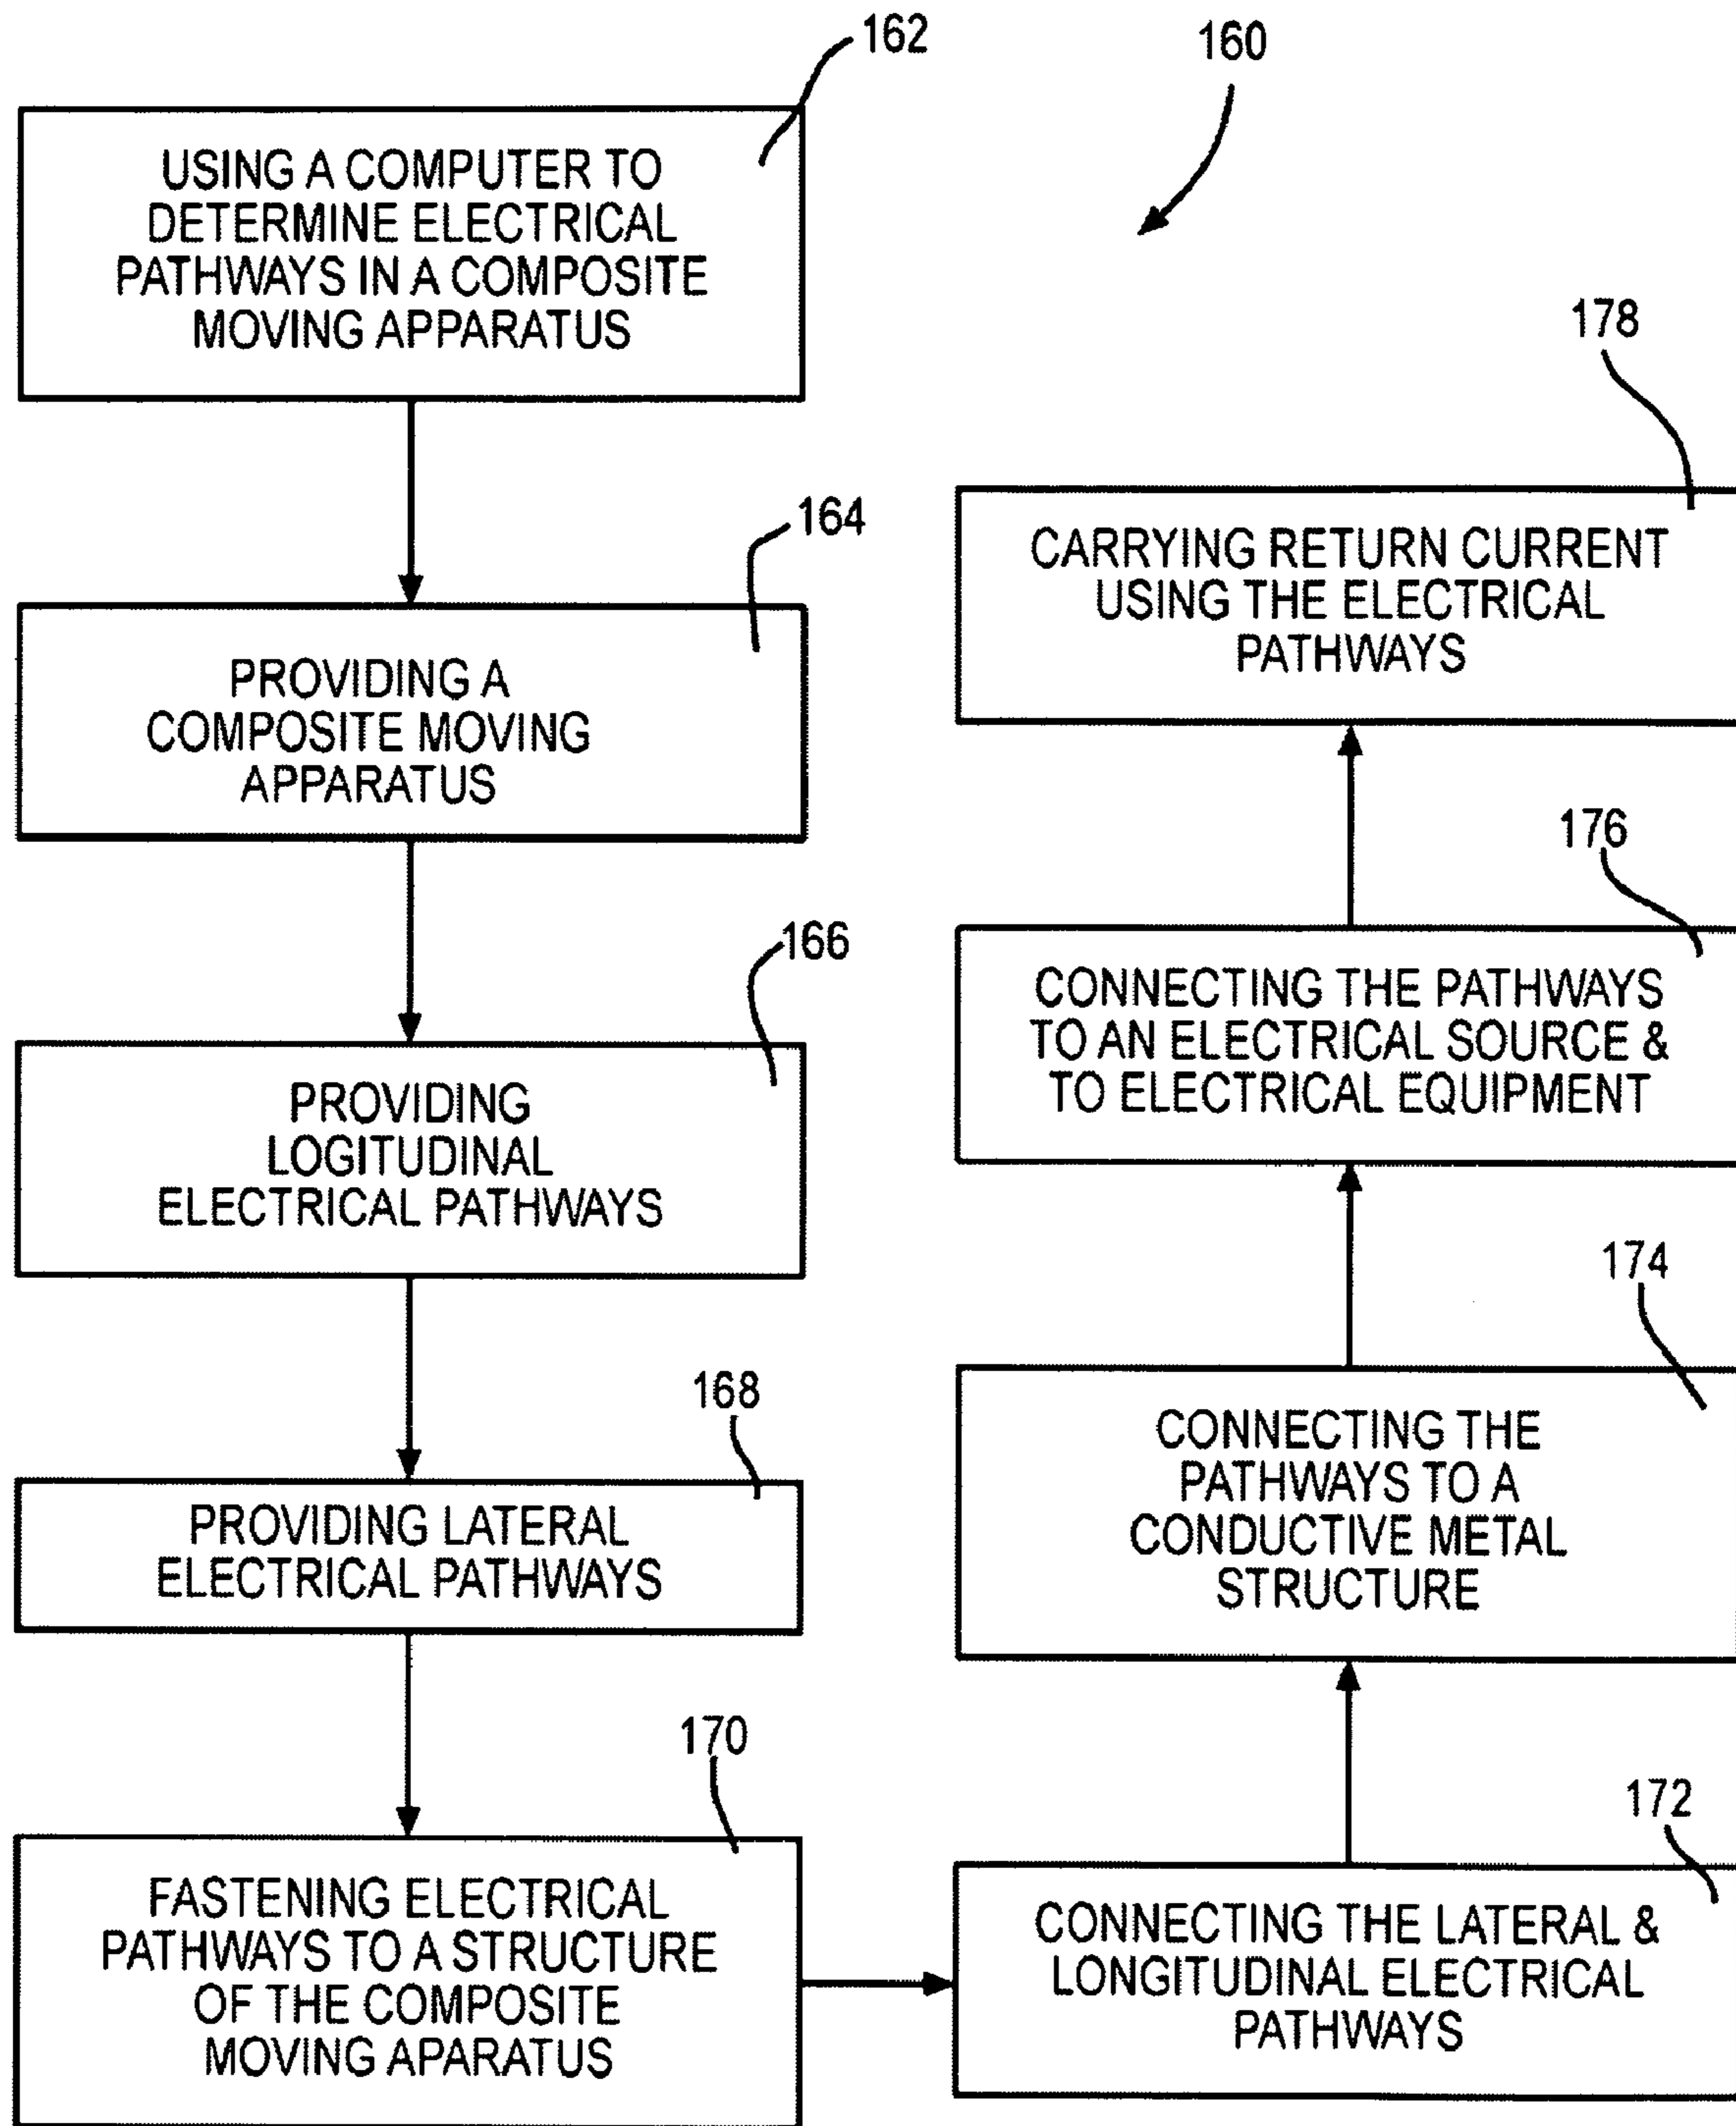 162
160
USING A COMPUTER TO
DETERMINE ELECTRICAL
PATHWAYS IN A COMPOSITE
MOVING APPARATUS
164
PROVIDING A
COMPOSITE MOVING
APPARATUS
166
PROVIDING
LOGITUDINAL
ELECTRICAL PATHWAYS
168
PROVIDING LATERAL
ELECTRICAL PATHWAYS
170
FASTENING ELECTRICAL
PATHWAYS TO A STRUCTURE
OF THE COMPOSITE
MOVING APARATUS
172
CONNECTING THE LATERAL &
LONGITUDINAL ELECTRICAL
PATHWAYS
174
CONNECTING THE
PATHWAYS TO A
CONDUCTIVE METAL
STRUCTURE
176
CONNECTING THE PATHWAYS
TO AN ELECTRICAL SOURCE &
TO ELECTRICAL EQUIPMENT
178
CARRYING RETURN CURRENT
USING THE ELECTRICAL
PATHWAYS